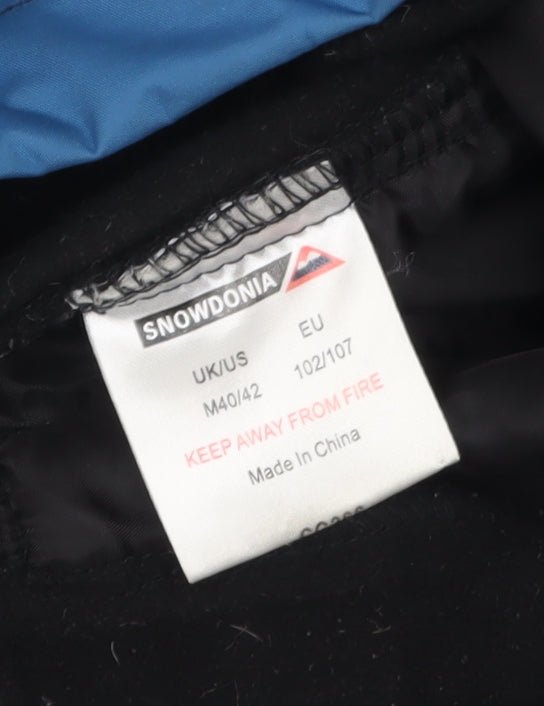 SNOWDONIA
UK/US EU
M40/42 102/107
KEEP AWAY FROM FIRE
Made In China